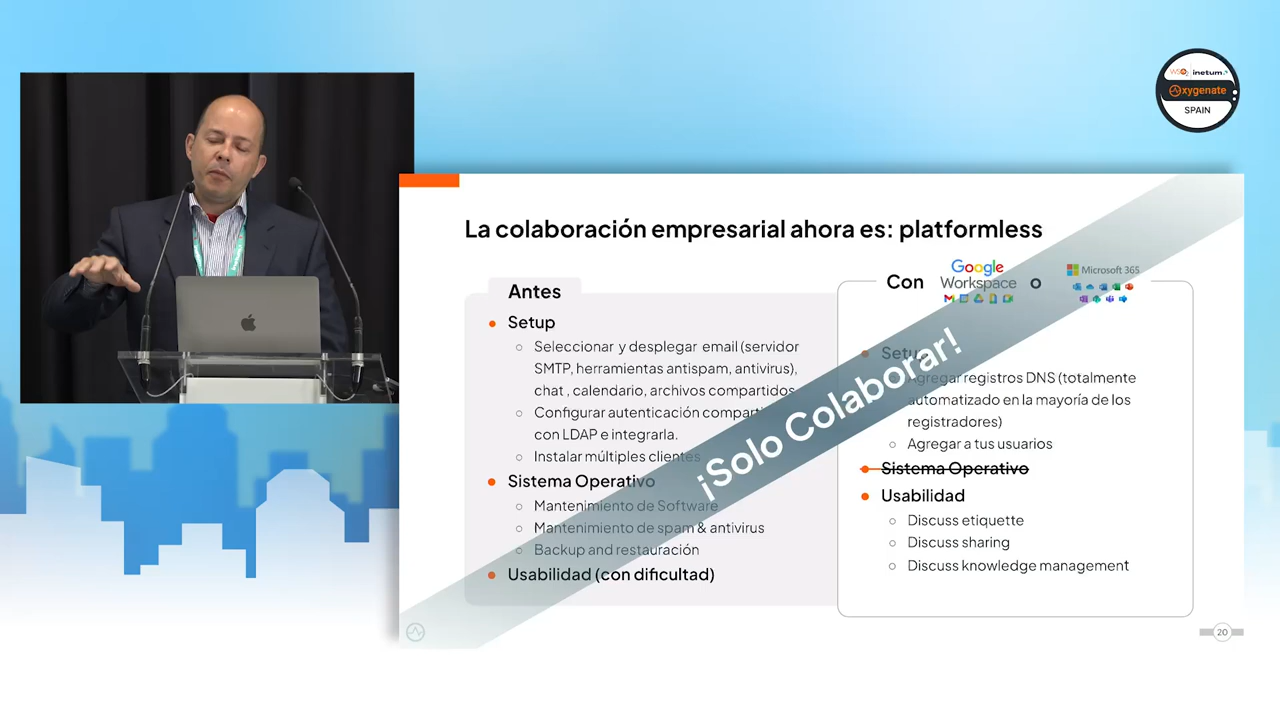 WSO2 inetum.
Oxygenate
SPAIN
La colaboración empresarial ahora es: platformless
Antes
Setup
Seleccionar y desplegar email (servidor
SMTP, herramientas antispam, antivirus),
chat , calendario, archivos compartidos
Configurar autenticación compart
con LDAP e integrarla.
Instalar múltiples clientes
Sistema Operativo
Mantenimiento de Software
Mantenimiento de spam & antivirus
Backup and restauración
Usabilidad (con dificultad)
¡Solo Colaborar!
Con Google Workspace o Microsoft 365
Setup
Agregar registros DNS (totalmente
automatizado en la mayoría de los
registradores)
Agregar a tus usuarios
Sistema Operativo
Usabilidad
Discuss etiquette
Discuss sharing
Discuss knowledge management
20